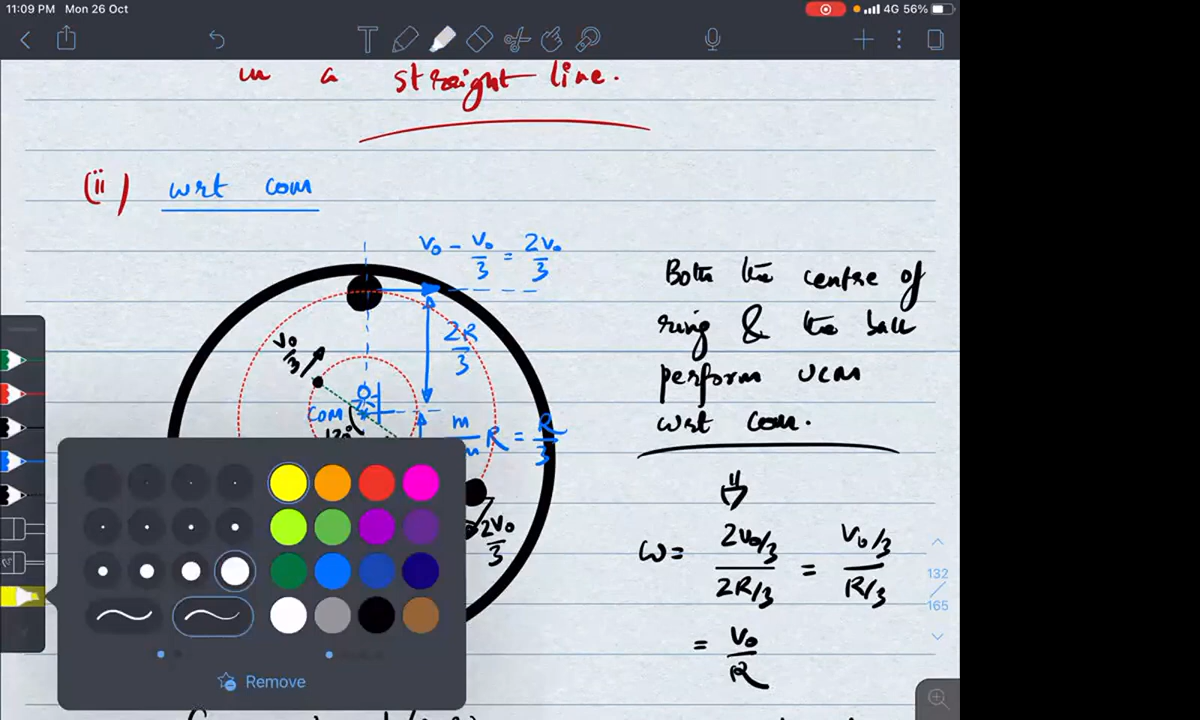 11:09 PM Mon 26 Oct
4G 56%
in a straight line.
(ii) wrt com
v₀ - v₀/3 = 2v₀/3
Both the centre of
ring & the ball
perform ucm
wrt com.
v₀/3
2R/3
com
120°
m R = R/3
2v₀/3
ω = (2v₀/3)/(2R/3) = (v₀/3)/(R/3)
= v₀/R
132
165
Remove